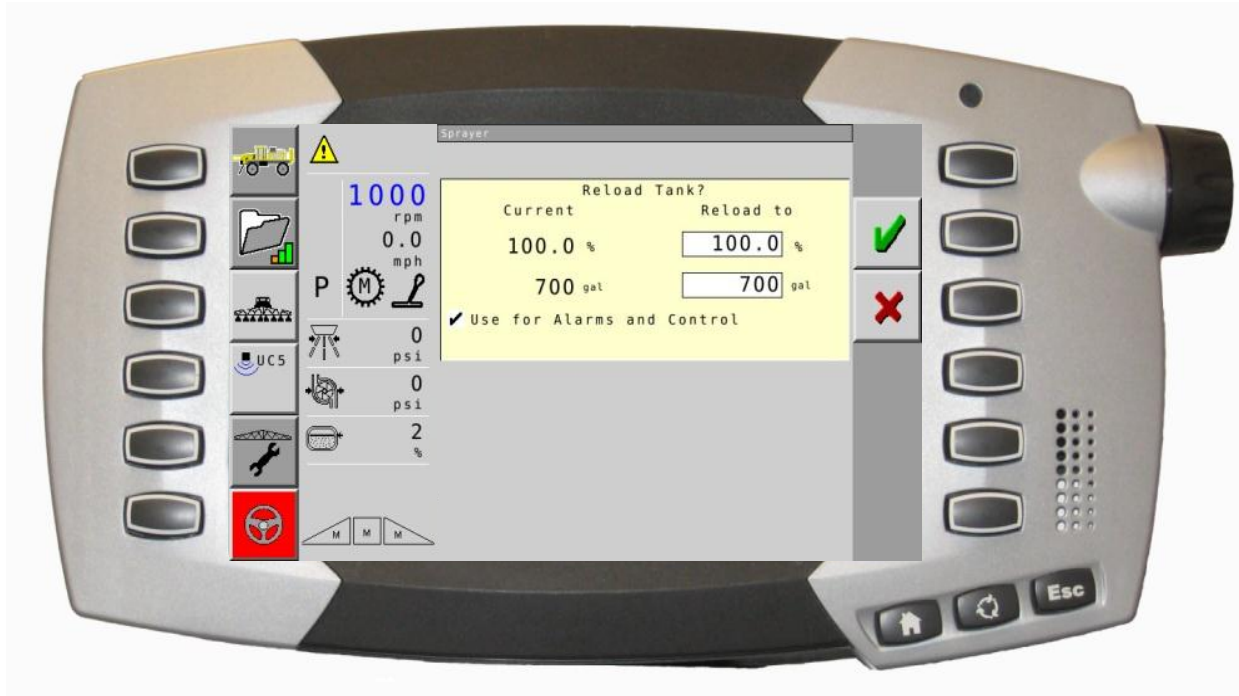 Sprayer
1000
rpm
0.0
mph
P M
0
psi
0
psi
2
%
M M M
UC5
Reload Tank?
Current Reload to
100.0 % 100.0 %
700 gal 700 gal
Use for Alarms and Control
Esc